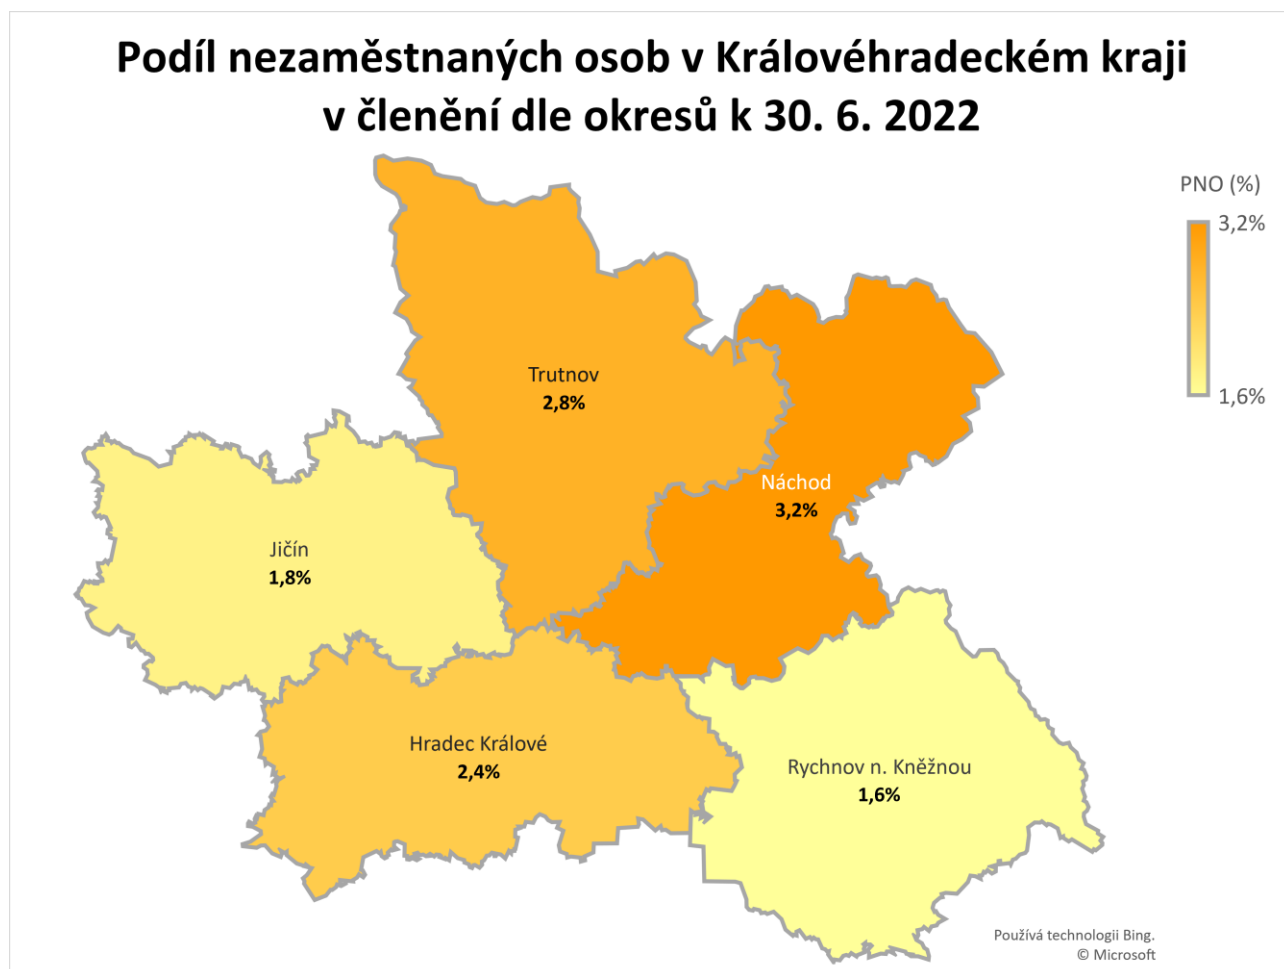 Podíl nezaměstnaných osob v Královéhradeckém kraji
v členění dle okresů k 30. 6. 2022
PNO (%)
3,2%
1,6%
Trutnov
2,8%
Náchod
3,2%
Jičín
1,8%
Hradec Králové
2,4%
Rychnov n. Kněžnou
1,6%
Používá technologii Bing.
© Microsoft